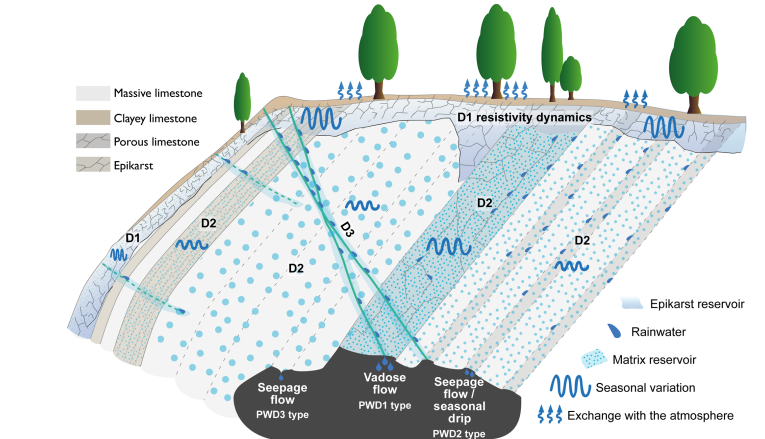 Massive limestone
Clayey limestone
Porous limestone
Epikarst
D1 resistivity dynamics
D1
D2
D2
D3
D2
D2
Epikarst reservoir
Rainwater
Matrix reservoir
Seasonal variation
Exchange with the atmosphere
Seepage
flow
PWD3 type
Vadose
flow
PWD1 type
Seepage
flow /
seasonal
drip
PWD2 type